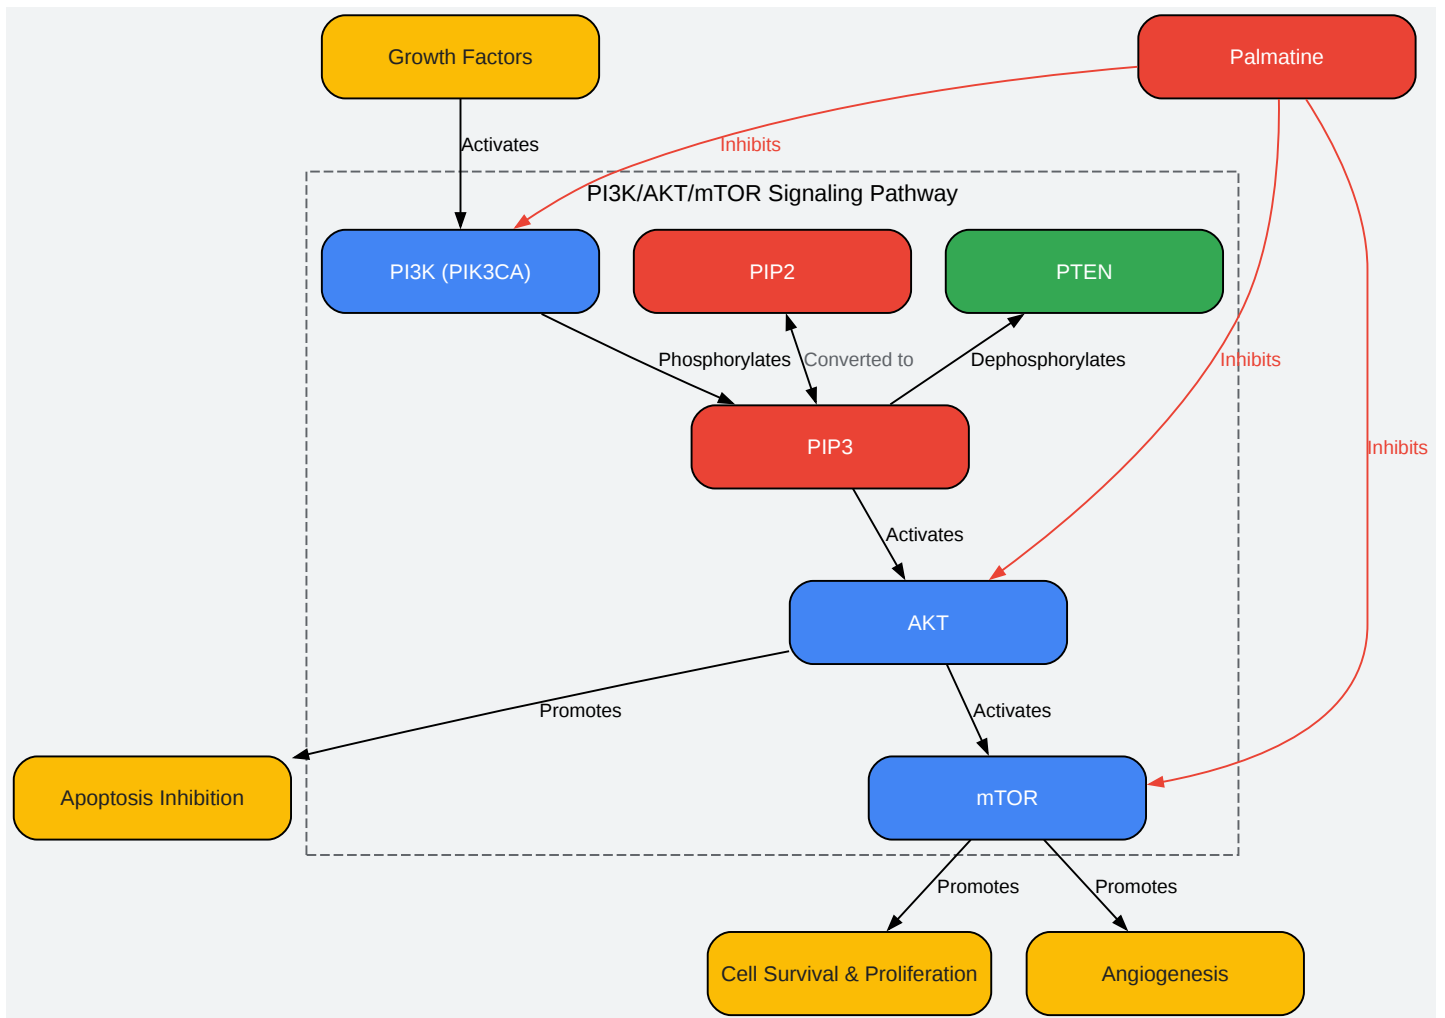 Growth Factors
Palmatine
Activates
Inhibits
PI3K/AKT/mTOR Signaling Pathway
PI3K (PIK3CA)
PIP2
PTEN
Phosphorylates
Converted to
Dephosphorylates
Inhibits
PIP3
Inhibits
Activates
AKT
Promotes
Activates
Apoptosis Inhibition
mTOR
Promotes
Promotes
Cell Survival & Proliferation
Angiogenesis